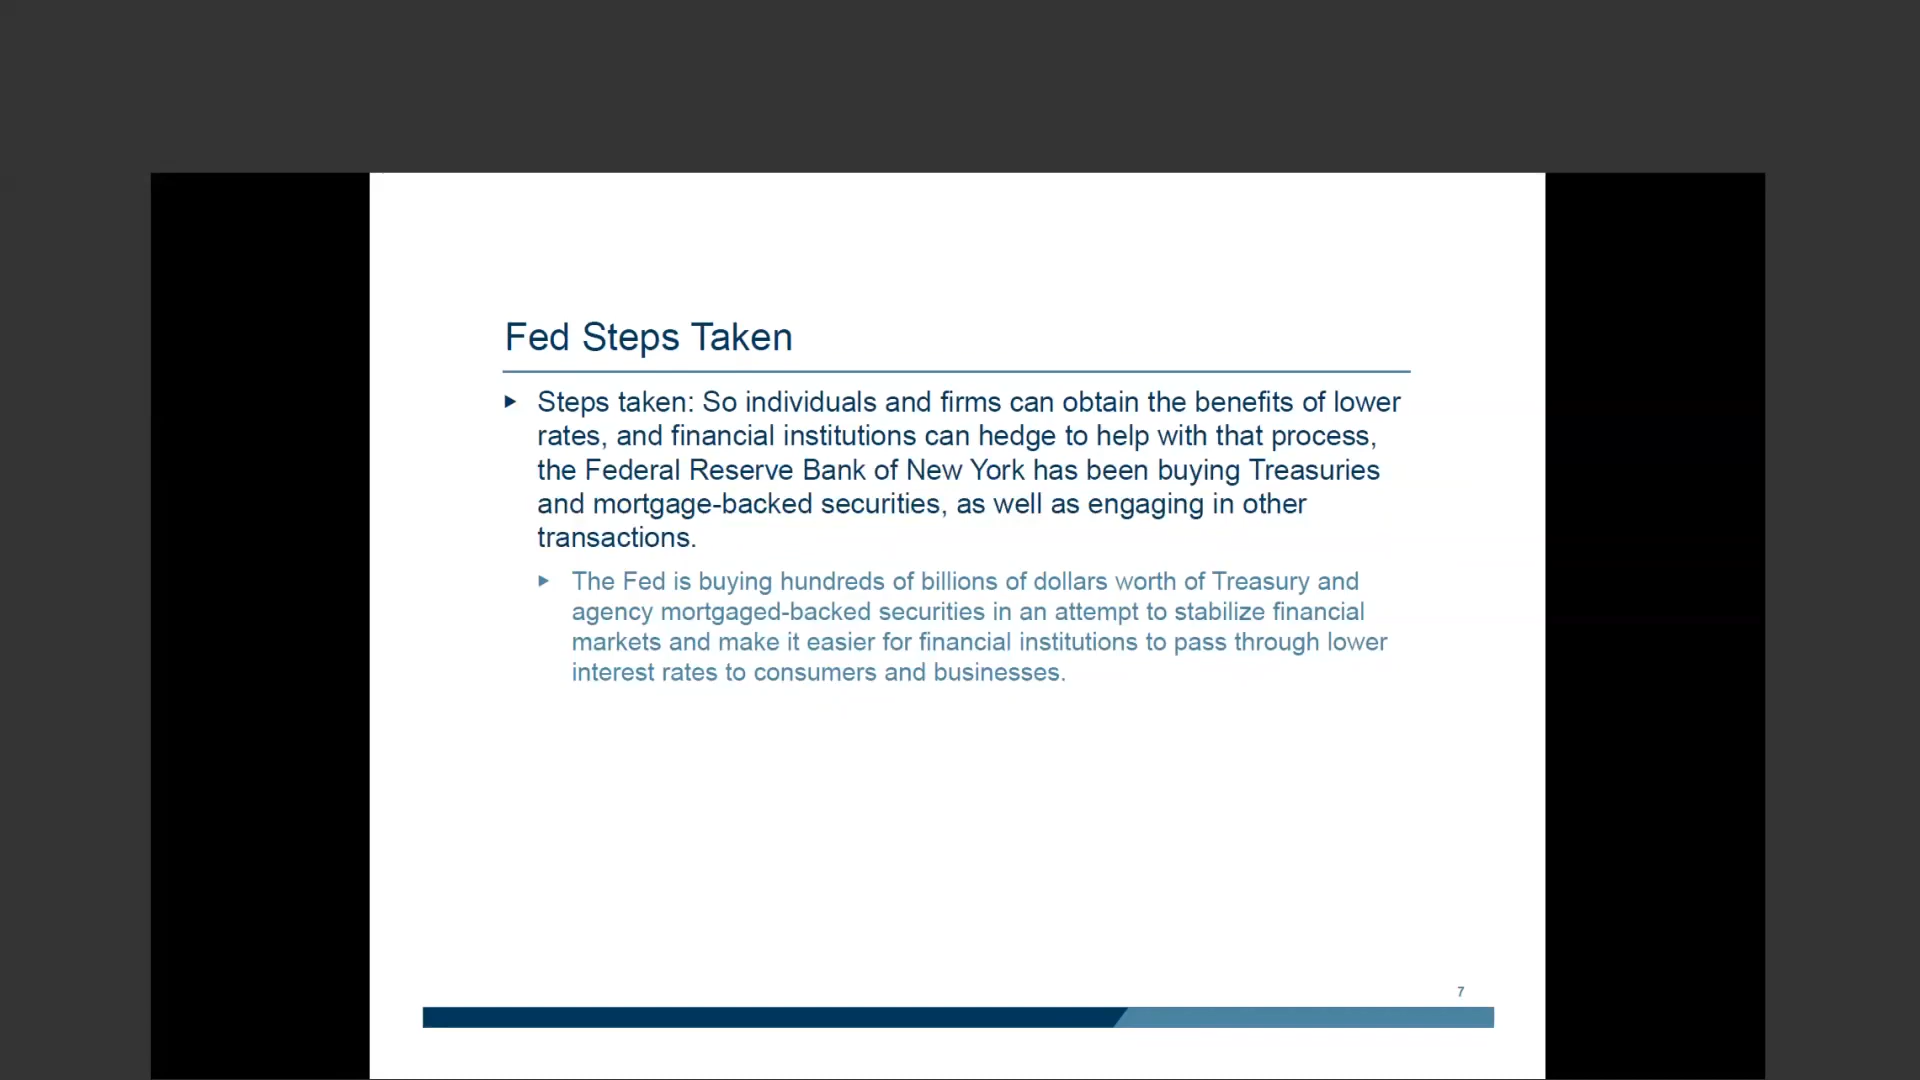 Fed Steps Taken
Steps taken: So individuals and firms can obtain the benefits of lower
rates, and financial institutions can hedge to help with that process,
the Federal Reserve Bank of New York has been buying Treasuries
and mortgage-backed securities, as well as engaging in other
transactions.
The Fed is buying hundreds of billions of dollars worth of Treasury and
agency mortgaged-backed securities in an attempt to stabilize financial
markets and make it easier for financial institutions to pass through lower
interest rates to consumers and businesses.
7